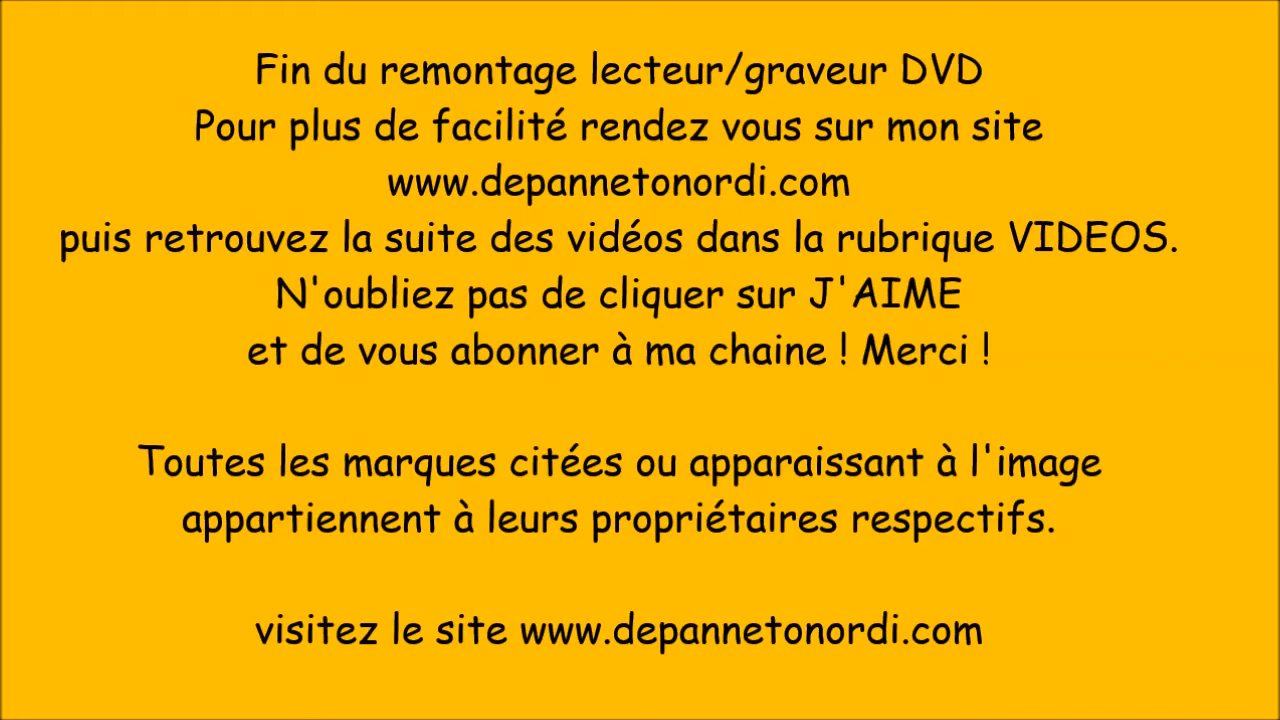 Fin du remontage lecteur/graveur DVD
Pour plus de facilité rendez vous sur mon site
www.depannetonordi.com
puis retrouvez la suite des vidéos dans la rubrique VIDEOS.
N'oubliez pas de cliquer sur J'AIME
et de vous abonner à ma chaine ! Merci !
Toutes les marques citées ou apparaissant à l'image
appartiennent à leurs propriétaires respectifs.
visitez le site www.depannetonordi.com